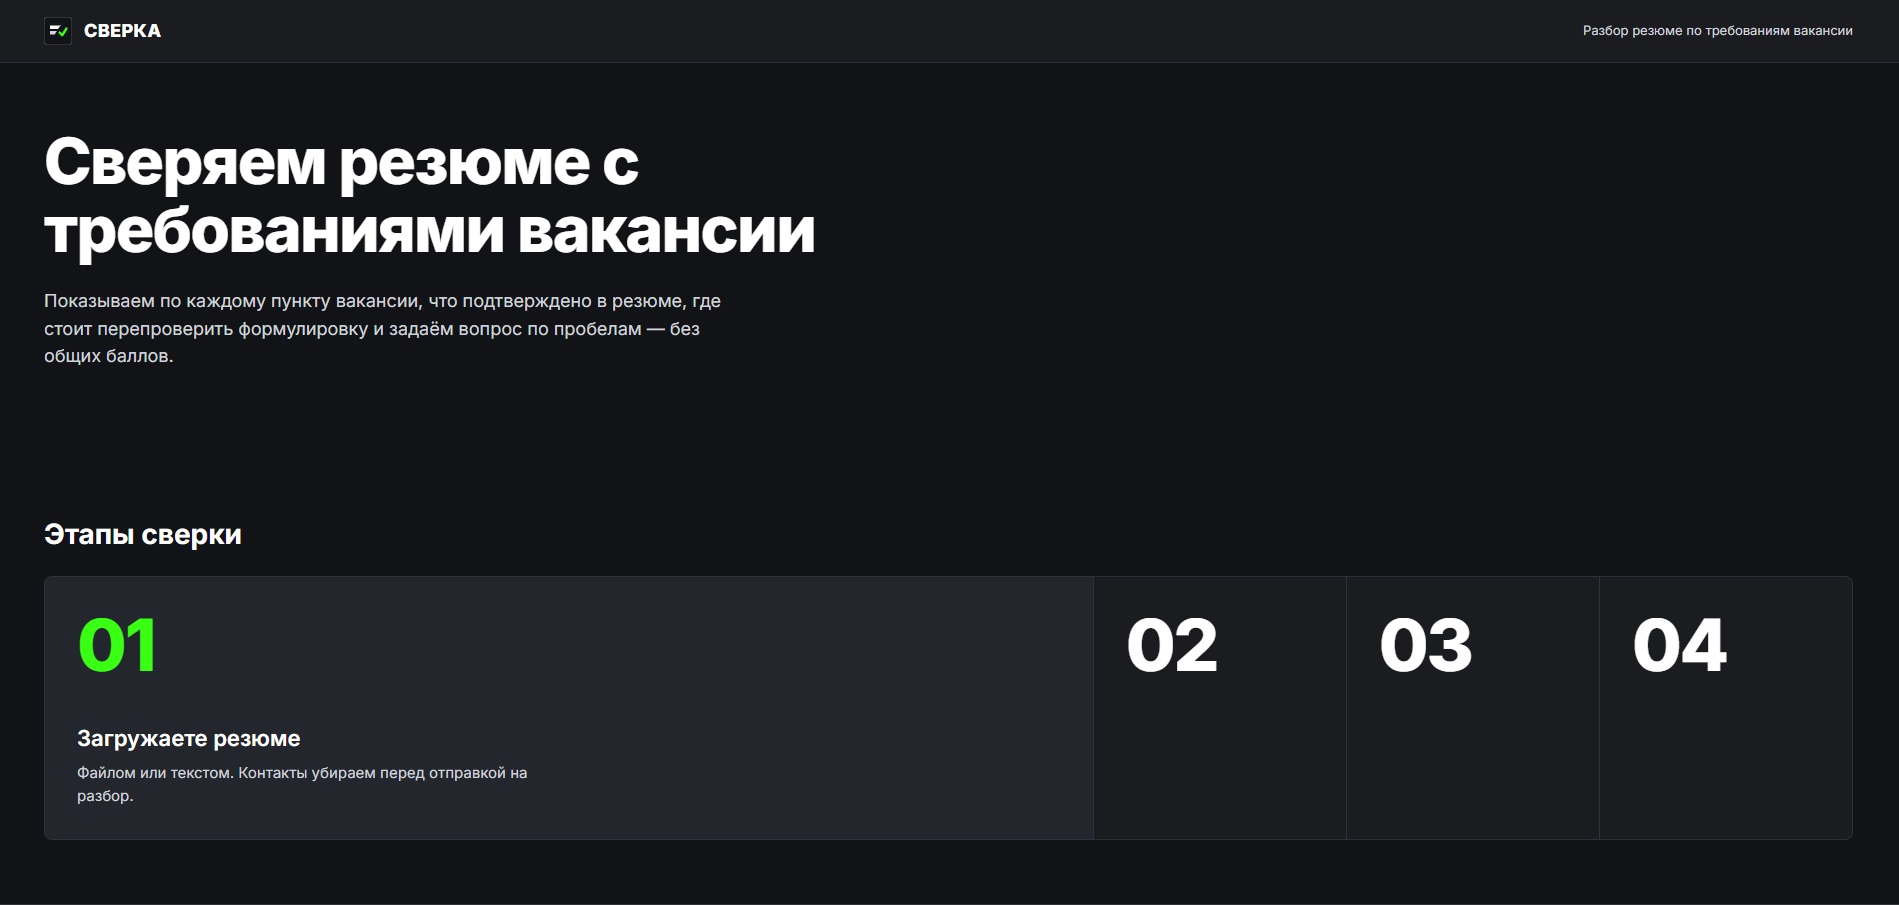 СВЕРКА
Разбор резюме по требованиям вакансии
Сверяем резюме с
требованиями вакансии
Показываем по каждому пункту вакансии, что подтверждено в резюме, где
стоит перепроверить формулировку и задаём вопрос по пробелам — без
общих баллов.
Этапы сверки
01
Загружаете резюме
Файлом или текстом. Контакты убираем перед отправкой на
разбор.
02
03
04